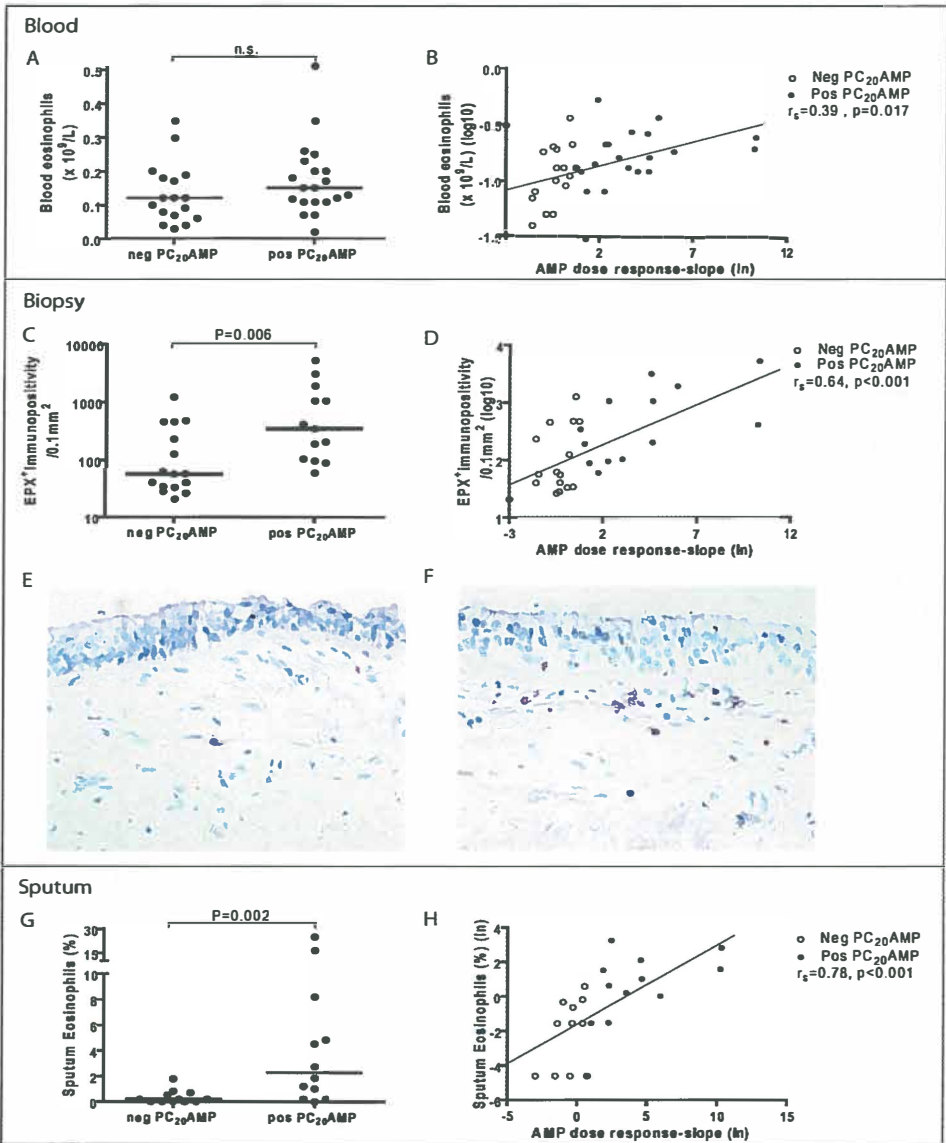 Blood
A
n.s.
Blood eosinophils
(x 10⁹/L)
0.5
0.4
0.3
0.2
0.1
0.0
neg PC₂₀AMP
pos PC₂₀AMP
B
Blood eosinophils
(x 10⁹/L) (log10)
0.0
-0.5
-1.0
2
7
12
AMP dose response-slope (ln)
Neg PC₂₀AMP
Pos PC₂₀AMP
rₛ=0.39 , p=0.017
Biopsy
C
P=0.006
EPX⁺Immunopositivity
/0.1mm²
10000
1000
100
10
neg PC₂₀AMP
pos PC₂₀AMP
D
EPX⁺Immunopositivity
/0.1mm² (log10)
4
3
2
1
-3
2
7
12
AMP dose response-slope (ln)
Neg PC₂₀AMP
Pos PC₂₀AMP
rₛ=0.64, p<0.001
E
F
Sputum
G
P=0.002
Sputum Eosinophils (%)
30
15
10
8
6
4
2
0
neg PC₂₀AMP
pos PC₂₀AMP
H
Sputum Eosinophils (%) (ln)
4
2
0
-2
-4
-6
-5
0
5
10
15
AMP dose response-slope (ln)
Neg PC₂₀AMP
Pos PC₂₀AMP
rₛ=0.78, p<0.001